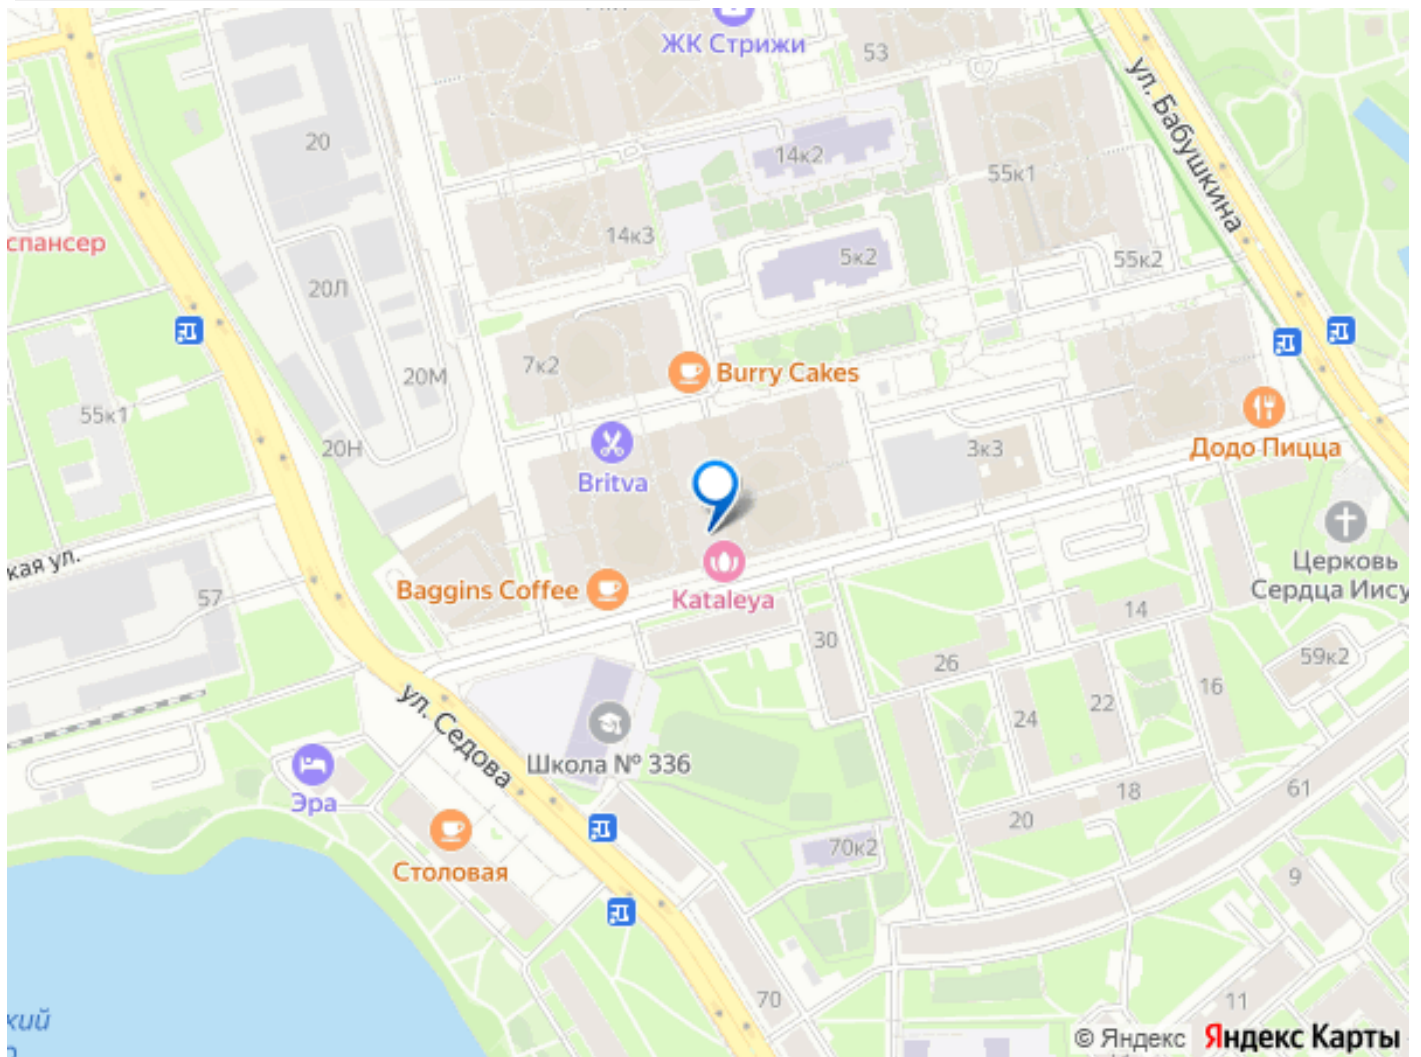 ЖК Стрижи
53
ул. Бабушкина
20
14к2
55к1
14к3
спансер
5к2
55к2
20Л
7к2
Burry Cakes
20М
55к1
20Н
3к3
Додо Пицца
Britva
кая ул.
Церковь
Сердца Иису
Baggins Coffee
Kataleya
57
14
30
26
59к2
16
22
24
ул. Седова
Школа № 336
Эра
18
61
20
70к2
Столовая
9
70
11
кий
© Яндекс Яндекс Карты